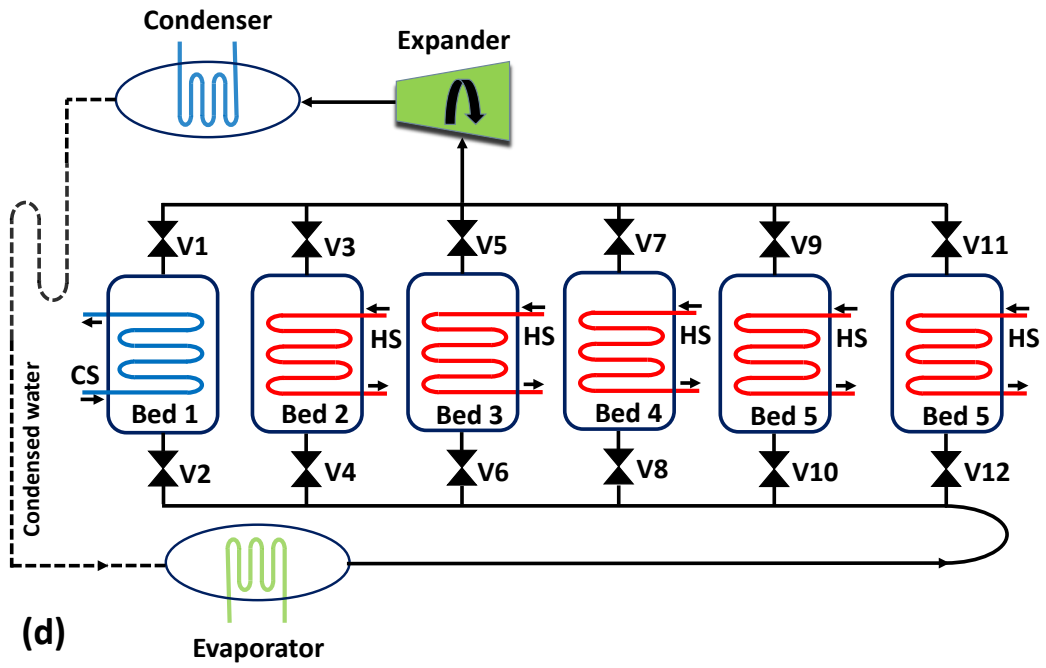 Condenser
Expander
V1
V3
V5
V7
V9
V11
HS
HS
HS
HS
HS
CS
Bed 1
Bed 2
Bed 3
Bed 4
Bed 5
Bed 5
V2
V4
V6
V8
V10
V12
Condensed water
(d)
Evaporator